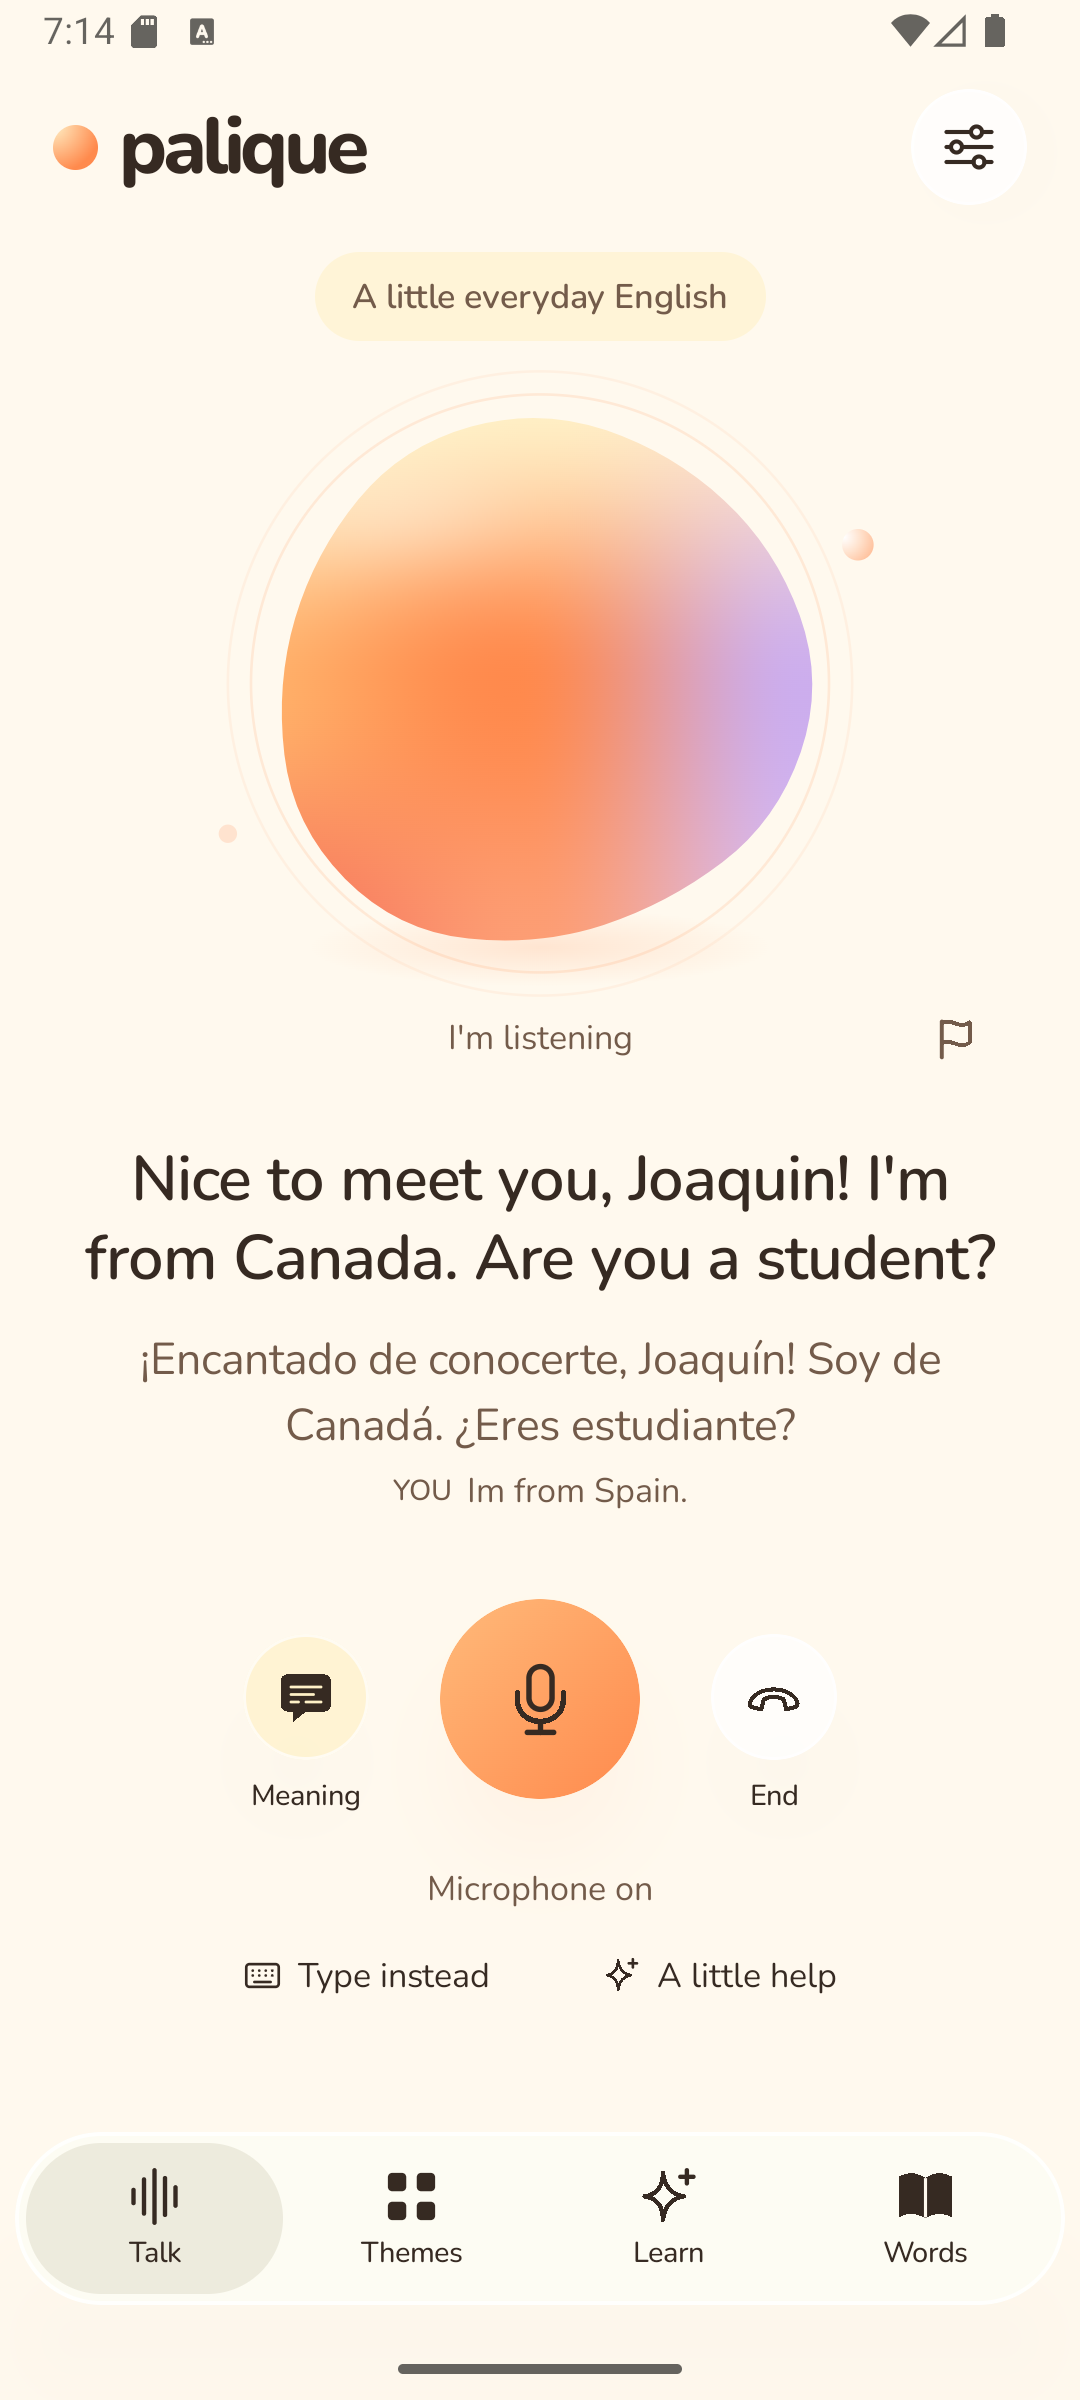 7:14
palique
A little everyday English
I'm listening
Nice to meet you, Joaquin! I'm
from Canada. Are you a student?
¡Encantado de conocerte, Joaquín! Soy de
Canadá. ¿Eres estudiante?
YOU Im from Spain.
Meaning
End
Microphone on
Type instead
A little help
Talk
Themes
Learn
Words